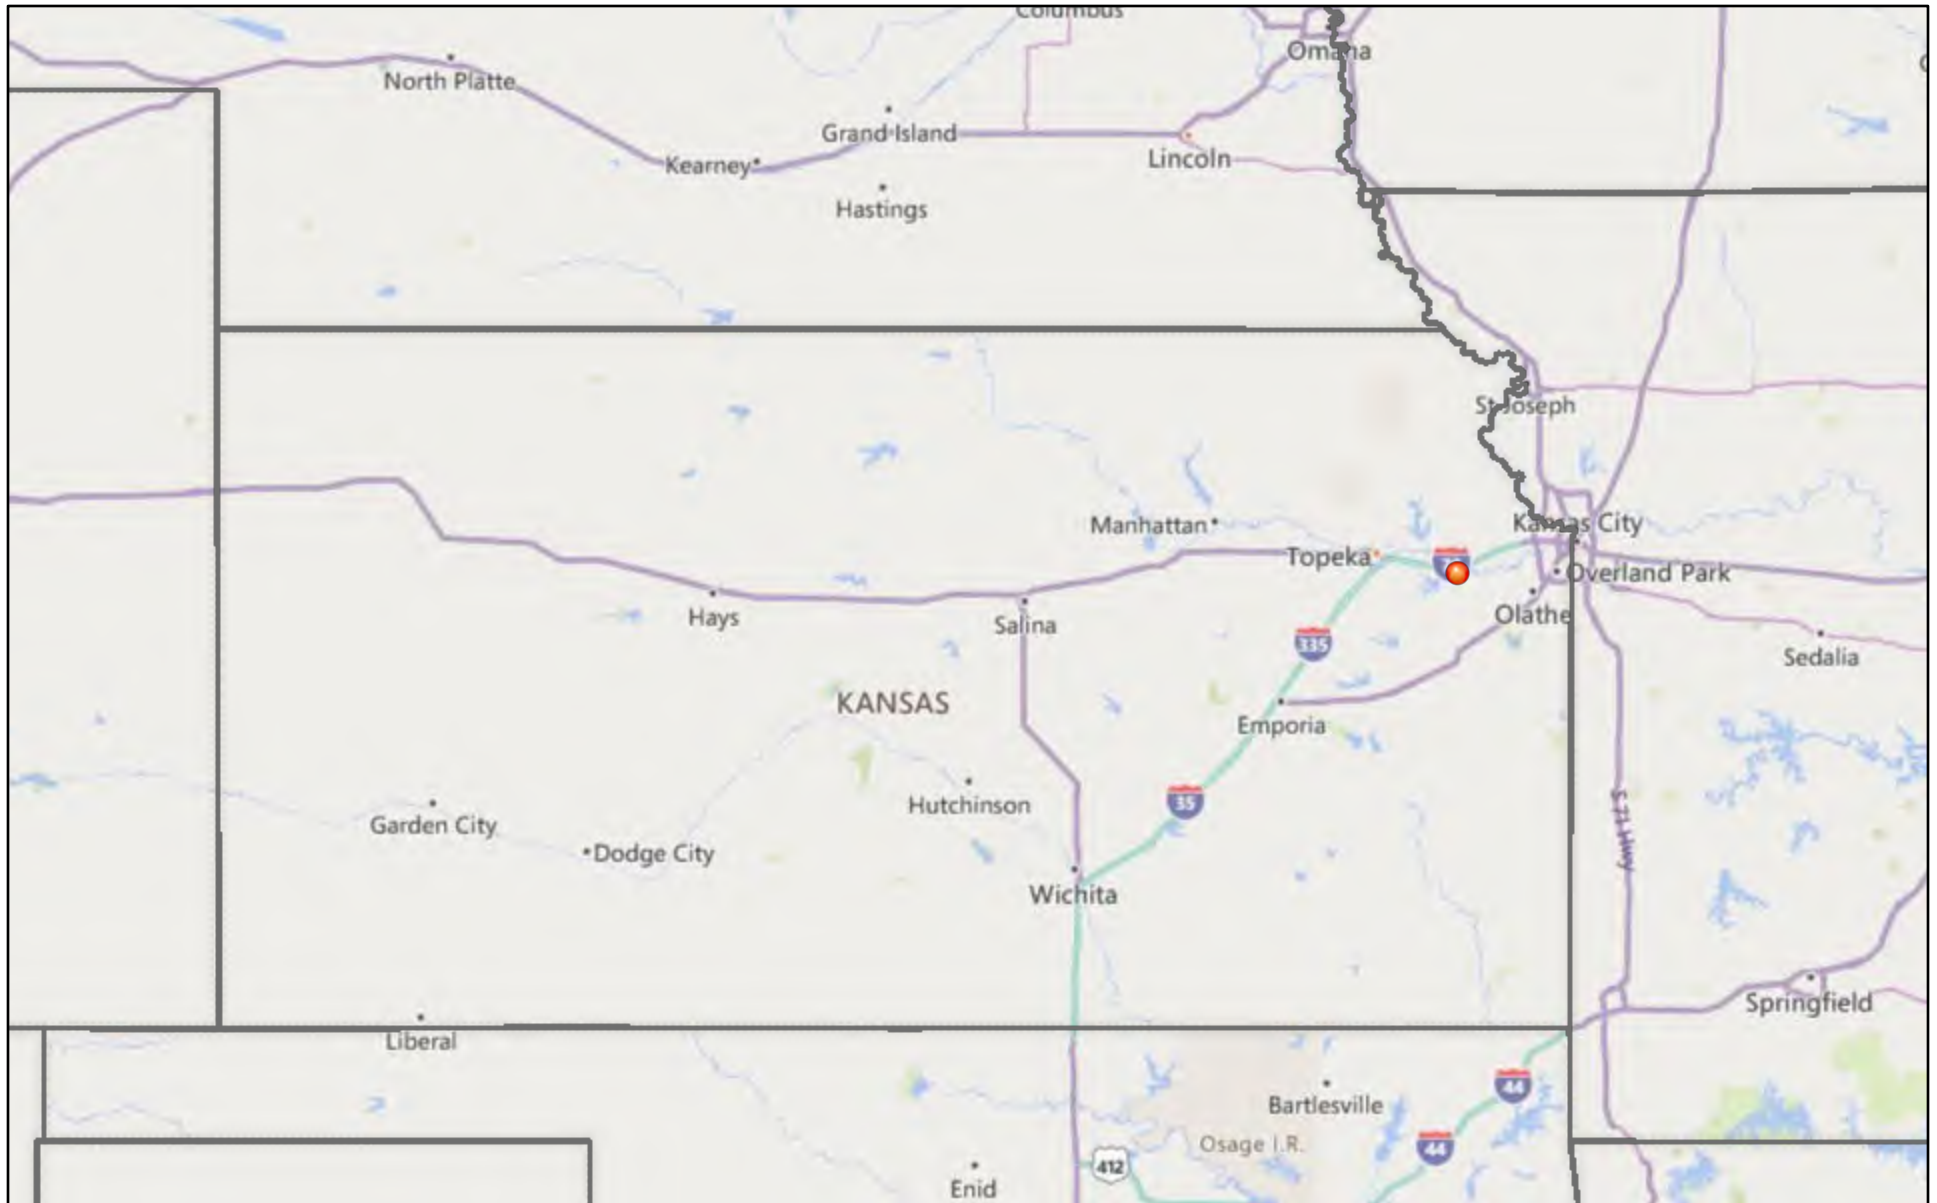 Columbus
Omaha
North Platte
Grand Island
Kearney
Lincoln
Hastings
St Joseph
Manhattan
Kansas City
Topeka
Overland Park
Hays
Salina
Olathe
335
Sedalia
KANSAS
Emporia
Hutchinson
35
Garden City
Dodge City
S 71 Hwy
Wichita
Springfield
Liberal
44
Bartlesville
Osage I.R.
44
412
Enid